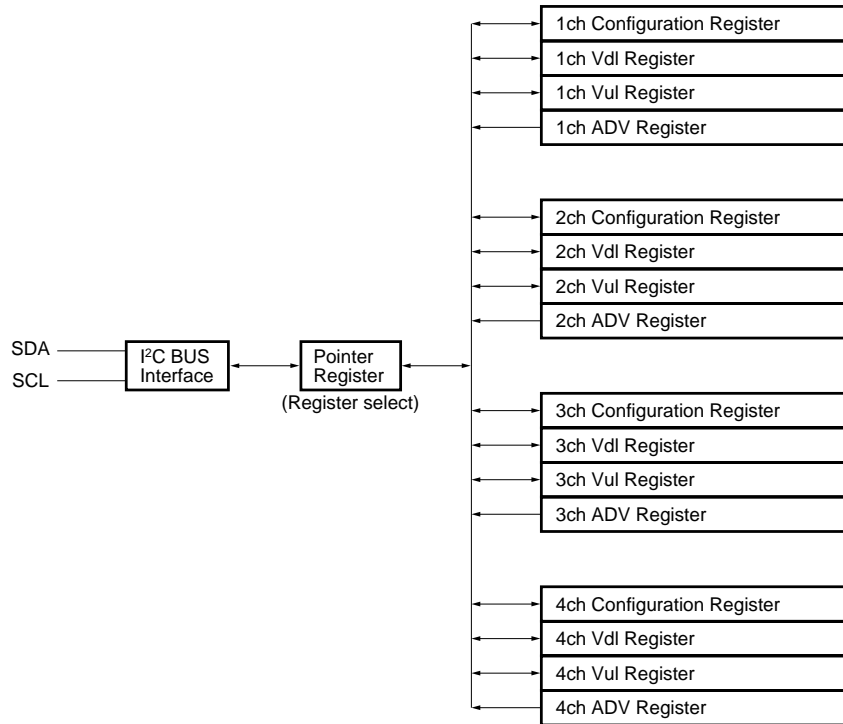 1ch Configuration Register
1ch Vdl Register
1ch Vul Register
1ch ADV Register
2ch Configuration Register
2ch Vdl Register
2ch Vul Register
2ch ADV Register
SDA
SCL
I²C BUS
Interface
Pointer
Register
(Register select)
3ch Configuration Register
3ch Vdl Register
3ch Vul Register
3ch ADV Register
4ch Configuration Register
4ch Vdl Register
4ch Vul Register
4ch ADV Register